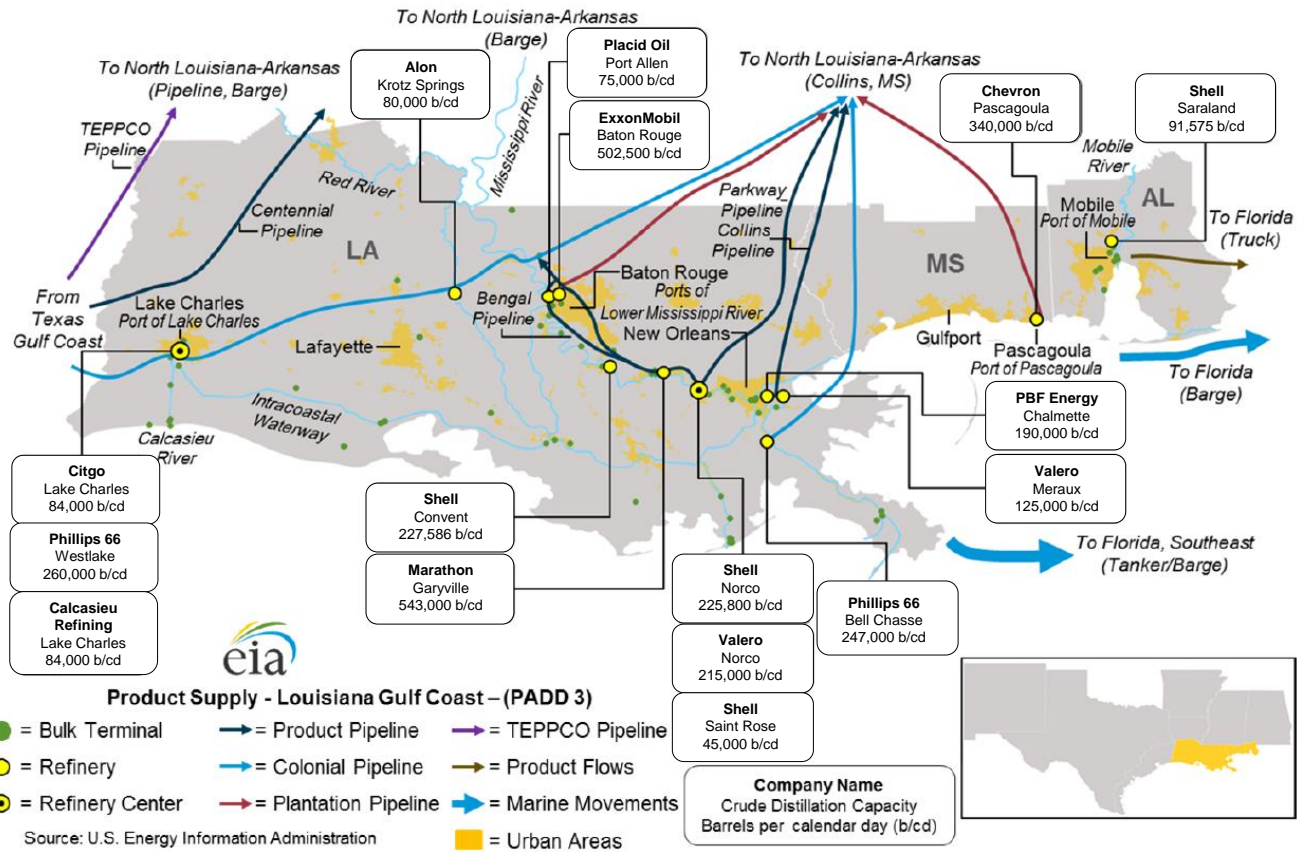 To North Louisiana-Arkansas
(Barge)
To North Louisiana-Arkansas
(Pipeline, Barge)
To North Louisiana-Arkansas
(Collins, MS)
Alon
Krotz Springs
80,000 b/cd
Placid Oil
Port Allen
75,000 b/cd
ExxonMobil
Baton Rouge
502,500 b/cd
Chevron
Pascagoula
340,000 b/cd
Shell
Saraland
91,575 b/cd
TEPPCO
Pipeline
Mississippi River
Red River
Centennial
Pipeline
LA
Parkway
Pipeline
Collins
Pipeline
MS
Mobile
River
AL
Mobile
Port of Mobile
To Florida
(Truck)
From
Texas
Gulf Coast
Lake Charles
Port of Lake Charles
Lafayette
Bengal
Pipeline
Baton Rouge
Ports of
Lower Mississippi River
New Orleans
Gulfport
Pascagoula
Port of Pascagoula
To Florida
(Barge)
Intracoastal
Waterway
Calcasieu
River
PBF Energy
Chalmette
190,000 b/cd
Valero
Meraux
125,000 b/cd
Citgo
Lake Charles
84,000 b/cd
Phillips 66
Westlake
260,000 b/cd
Calcasieu
Refining
Lake Charles
84,000 b/cd
Shell
Convent
227,586 b/cd
Marathon
Garyville
543,000 b/cd
Shell
Norco
225,800 b/cd
Valero
Norco
215,000 b/cd
Shell
Saint Rose
45,000 b/cd
Phillips 66
Bell Chasse
247,000 b/cd
To Florida, Southeast
(Tanker/Barge)
eia
Product Supply - Louisiana Gulf Coast – (PADD 3)
= Bulk Terminal
= Product Pipeline
= TEPPCO Pipeline
= Refinery
= Colonial Pipeline
= Product Flows
= Refinery Center
= Plantation Pipeline
= Marine Movements
Source: U.S. Energy Information Administration
= Urban Areas
Company Name
Crude Distillation Capacity
Barrels per calendar day (b/cd)